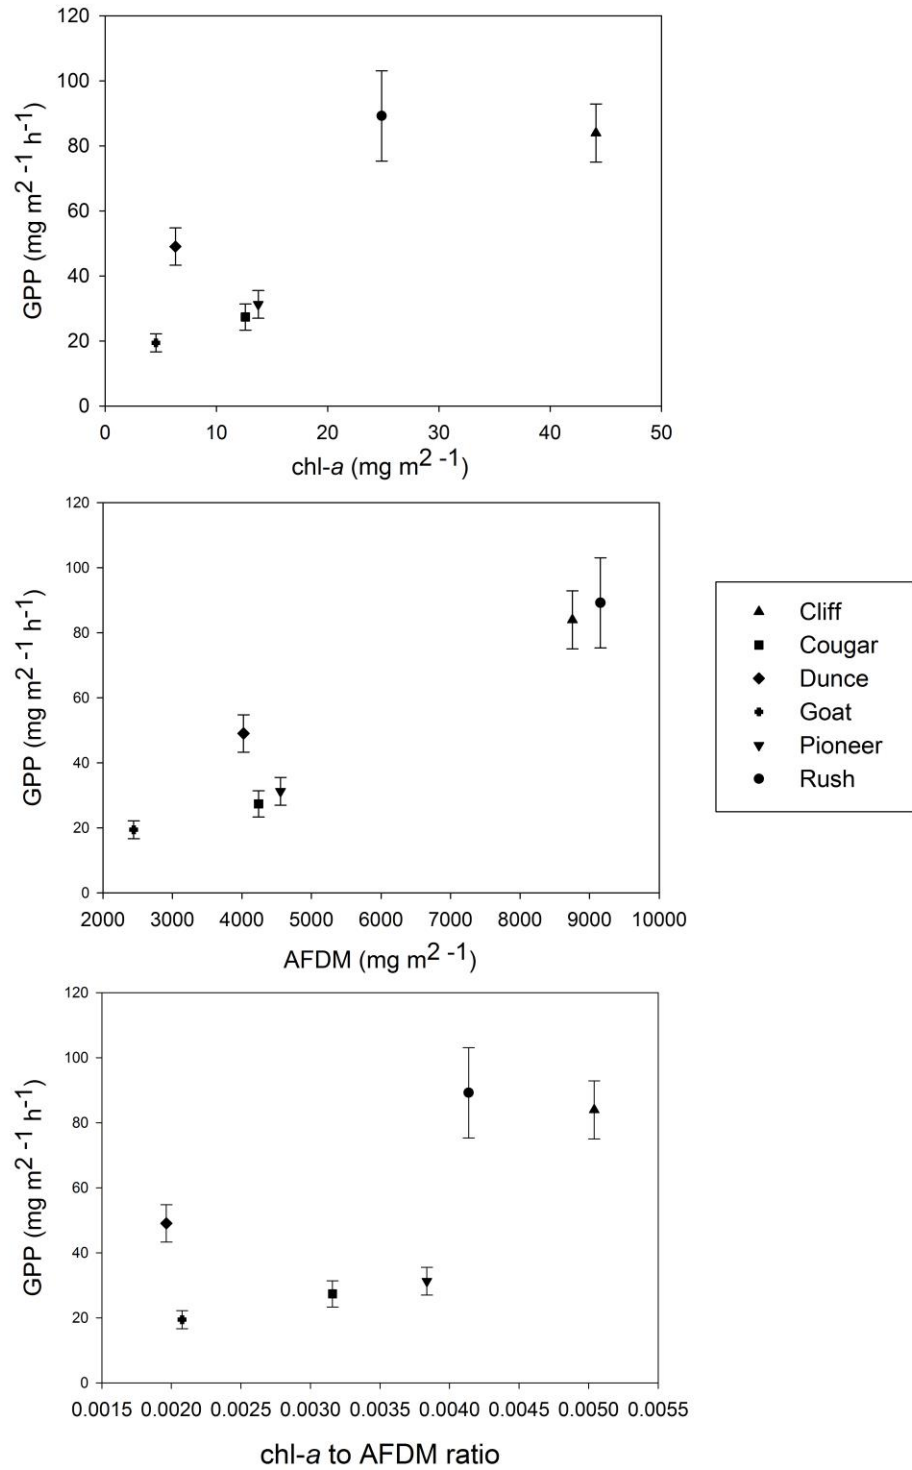 120
100
80
60
40
20
0
GPP (mg m2 -1 h-1)
0 10 20 30 40 50
chl-a (mg m2 -1)
120
100
80
60
40
20
0
GPP (mg m2 -1 h-1)
2000 3000 4000 5000 6000 7000 8000 9000 10000
AFDM (mg m2 -1)
Cliff
Cougar
Dunce
Goat
Pioneer
Rush
120
100
80
60
40
20
0
GPP (mg m2 -1 h-1)
0.0015 0.0020 0.0025 0.0030 0.0035 0.0040 0.0045 0.0050 0.0055
chl-a to AFDM ratio